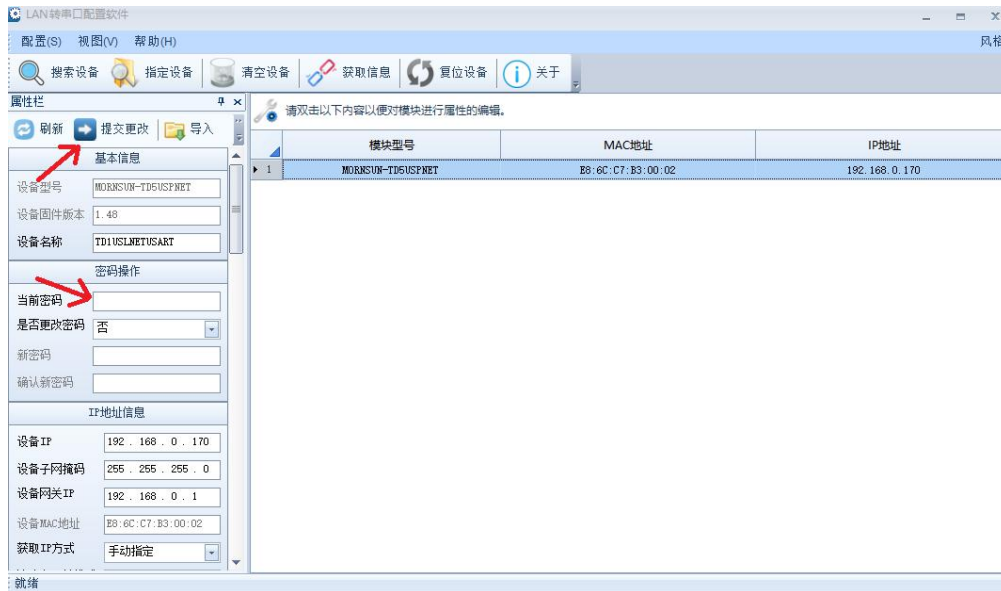 LAN转串口配置软件
配置(S) 视图(V) 帮助(H) 风格
搜索设备 指定设备 清空设备 获取信息 复位设备 关于
属性栏
请双击以下内容以便对模块进行属性的编辑。
刷新 提交更改 导入
模块型号 MAC地址 IP地址
1 MORNSUN-TD5USPNET E8:6C:C7:B3:00:02 192.168.0.170
基本信息
设备型号 MORNSUN-TD5USPNET
设备固件版本 1.48
设备名称 TD1USLNETUSART
密码操作
当前密码
是否更改密码 否
新密码
确认新密码
IP地址信息
设备IP 192 . 168 . 0 . 170
设备子网掩码 255 . 255 . 255 . 0
设备网关IP 192 . 168 . 0 . 1
设备MAC地址 E8:6C:C7:B3:00:02
获取IP方式 手动指定
就绪